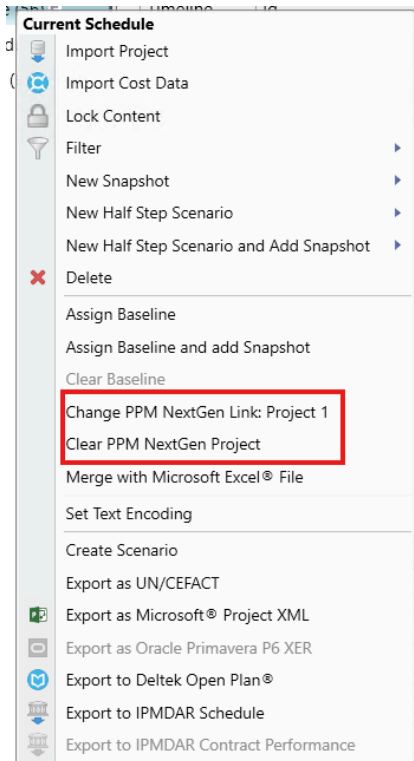 Timeline
Current Schedule
Import Project
Import Cost Data
Lock Content
Filter
New Snapshot
New Half Step Scenario
New Half Step Scenario and Add Snapshot
Delete
Assign Baseline
Assign Baseline and add Snapshot
Clear Baseline
Change PPM NextGen Link: Project 1
Clear PPM NextGen Project
Merge with Microsoft Excel® File
Set Text Encoding
Create Scenario
Export as UN/CEFACT
Export as Microsoft® Project XML
Export as Oracle Primavera P6 XER
Export to Deltek Open Plan®
Export to IPMDAR Schedule
Export to IPMDAR Contract Performance